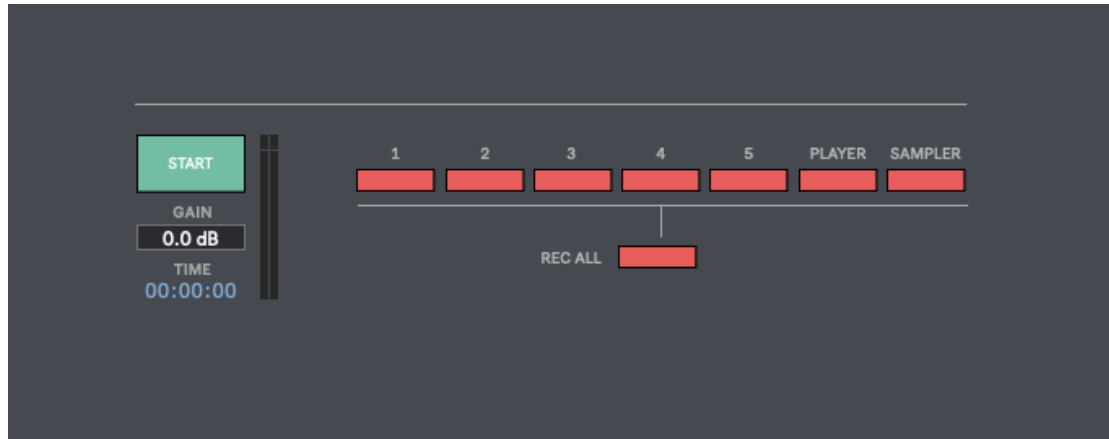 START
GAIN
0.0 dB
TIME
00:00:00
1 2 3 4 5 PLAYER SAMPLER
REC ALL